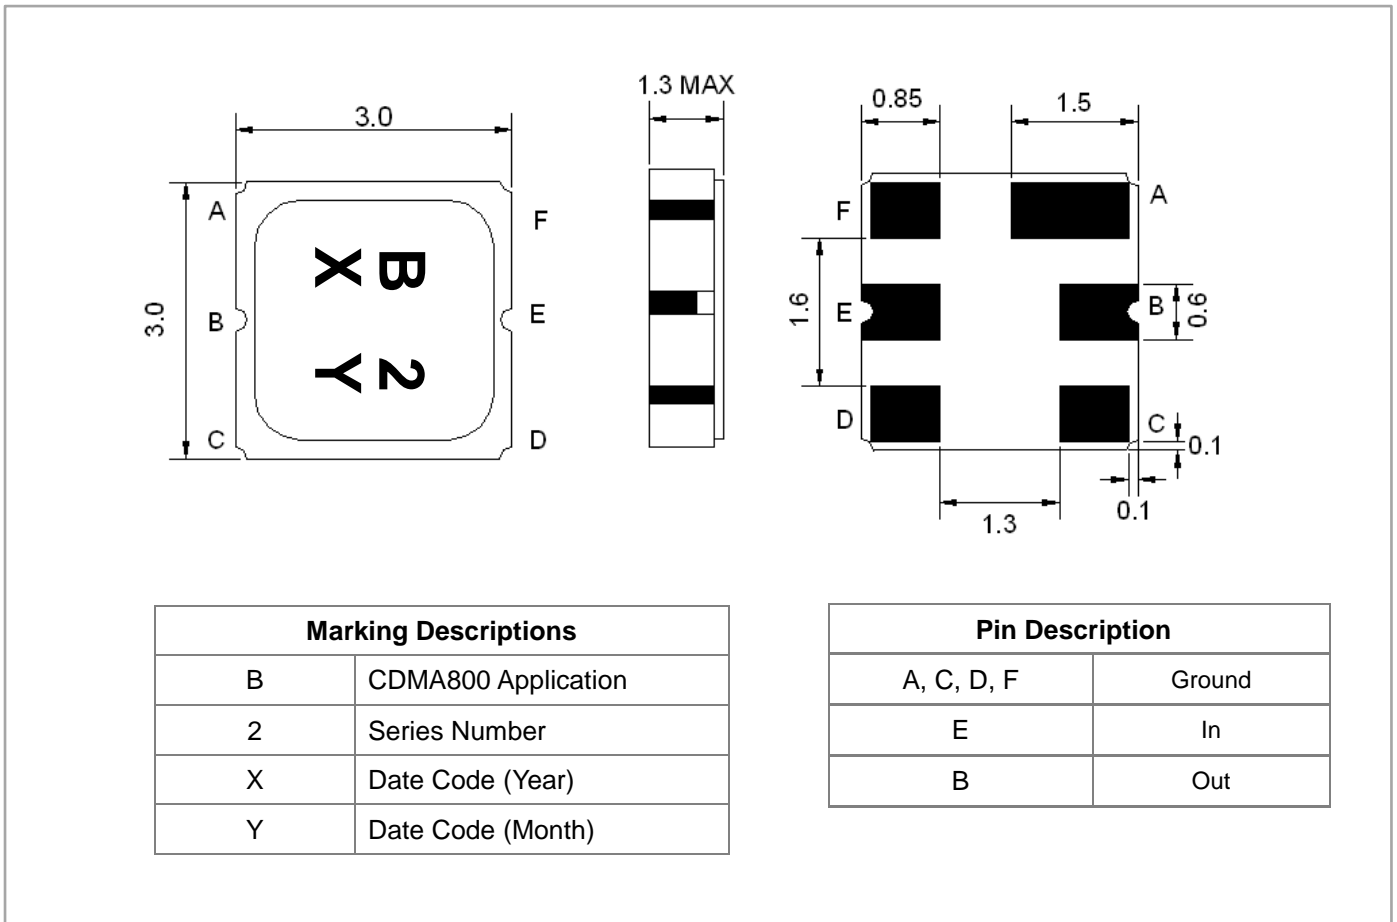 1.3 MAX
3.0
0.85
1.5
A
F
F
A
B X
3.0
B
E
1.6
E
B
0.6
2 Y
C
D
D
C
0.1
0.1
1.3
Marking Descriptions
B CDMA800 Application
2 Series Number
X Date Code (Year)
Y Date Code (Month)
Pin Description
A, C, D, F Ground
E In
B Out